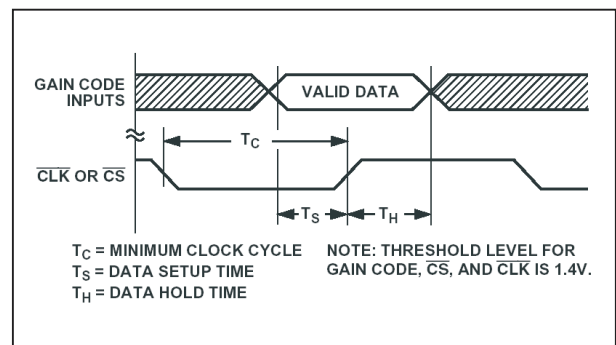 GAIN CODE
INPUTS
VALID DATA
T_C
CLK OR CS
T_S
T_H
T_C = MINIMUM CLOCK CYCLE
T_S = DATA SETUP TIME
T_H = DATA HOLD TIME
NOTE: THRESHOLD LEVEL FOR
GAIN CODE, CS, AND CLK IS 1.4V.